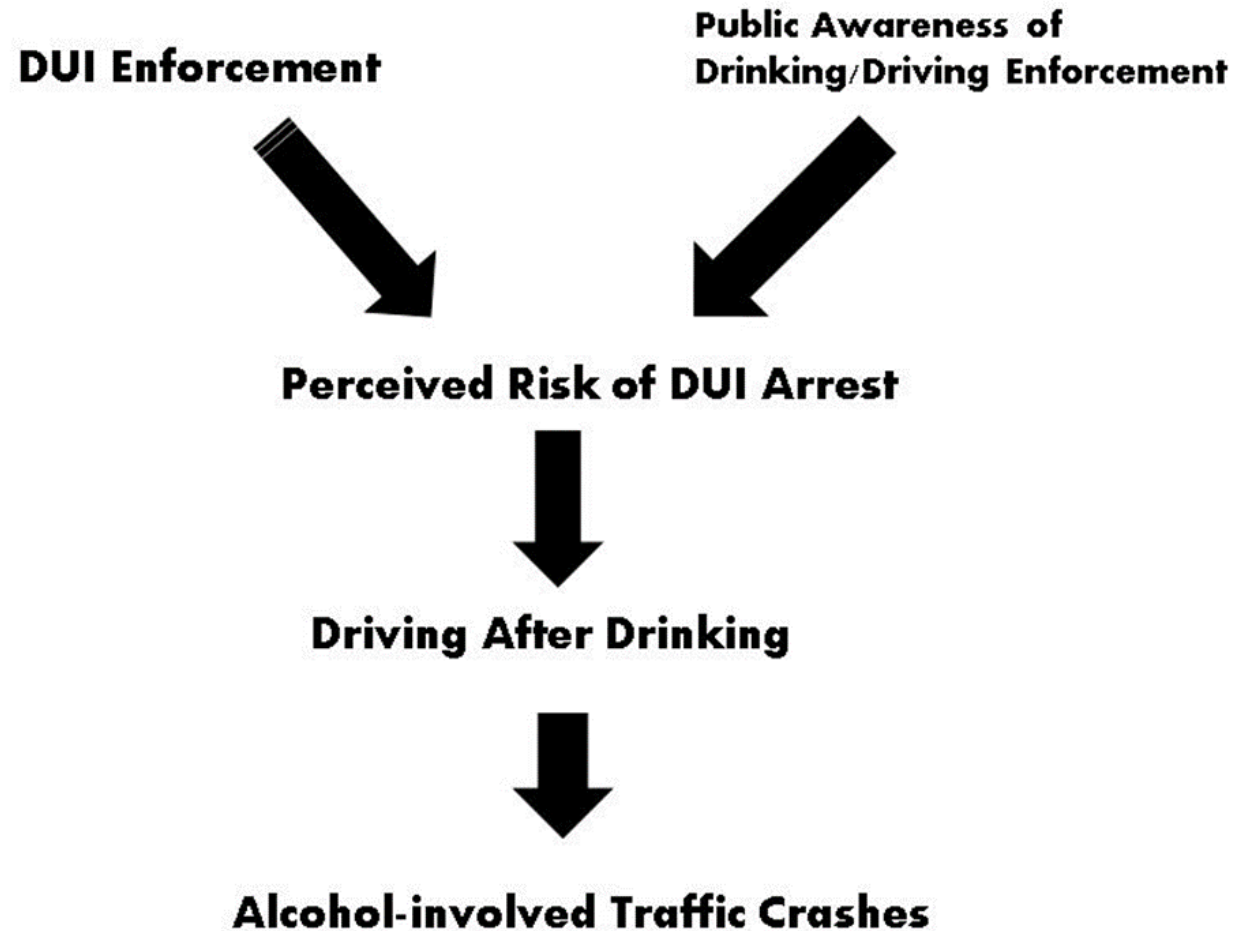 DUI Enforcement
Public Awareness of
Drinking/Driving Enforcement
Perceived Risk of DUI Arrest
Driving After Drinking
Alcohol-involved Traffic Crashes